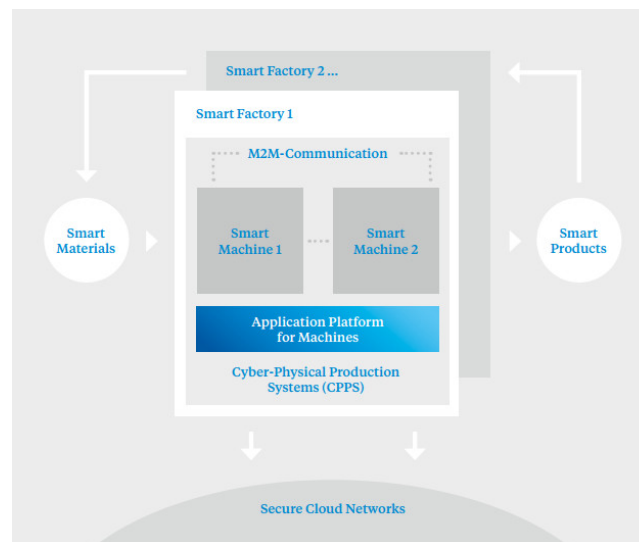 Smart Factory 2 ...
Smart Factory 1
M2M-Communication
Smart
Materials
Smart
Machine 1
Smart
Machine 2
Smart
Products
Application Platform
for Machines
Cyber-Physical Production
Systems (CPPS)
Secure Cloud Networks